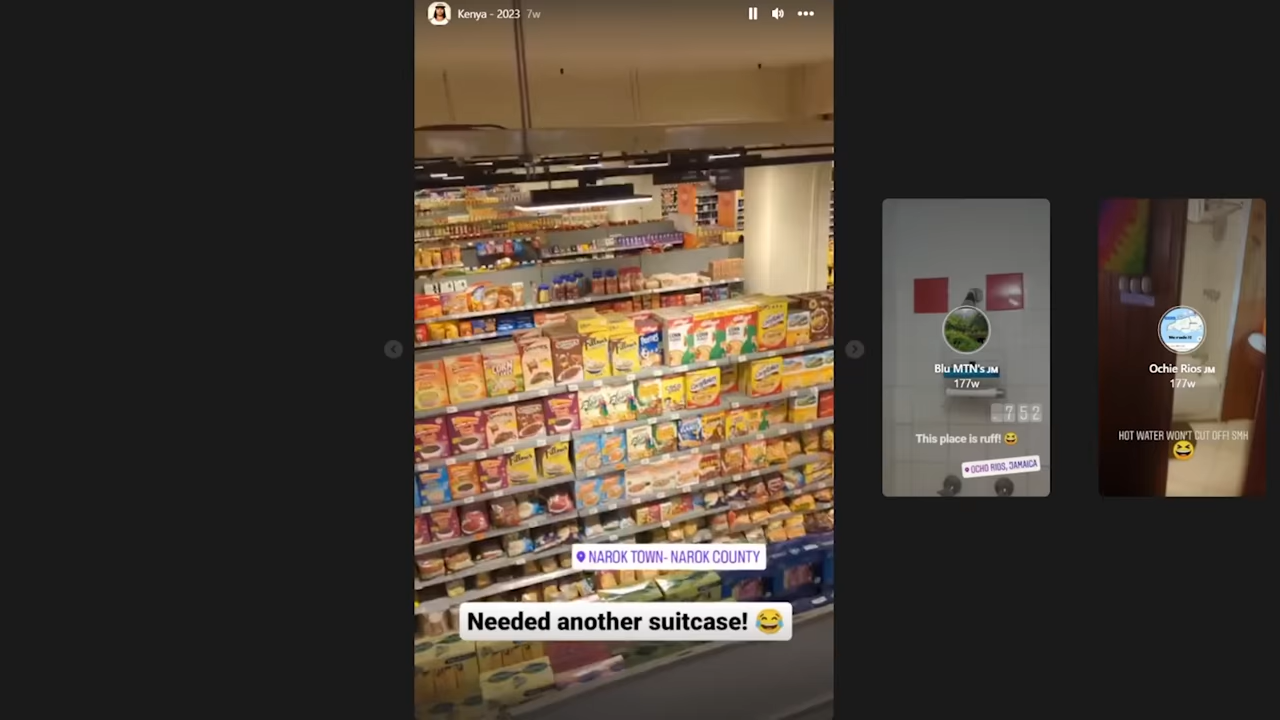 Kenya - 2023 7w
NAROK TOWN- NAROK COUNTY
Needed another suitcase! 😂
Blu MTN's JM
177w
752
This place is ruff! 😆
OCHO RIOS, JAMAICA
Ochie Rios JM
177w
HOT WATER WON'T CUT OFF! SMH
😆